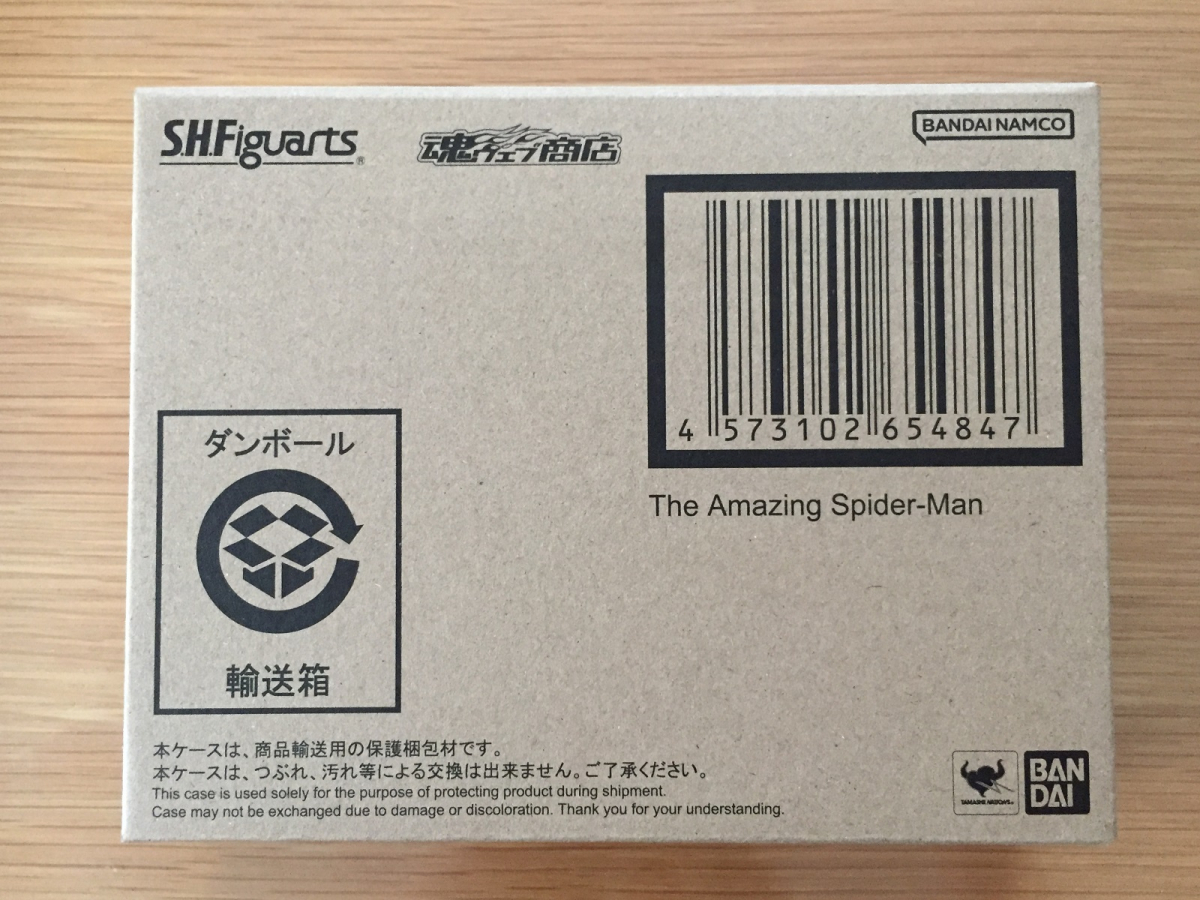 S.H.Figuarts®
魂ウェブ商店
BANDAI NAMCO
4 573102 654847
The Amazing Spider-Man
ダンボール
輸送箱
本ケースは、商品輸送用の保護梱包材です。
本ケースは、つぶれ、汚れ等による交換は出来ません。ご了承ください。
This case is used solely for the purpose of protecting product during shipment.
Case may not be exchanged due to damage or discoloration. Thank you for your understanding.
TAMASHII NATIONS
BAN
DAI